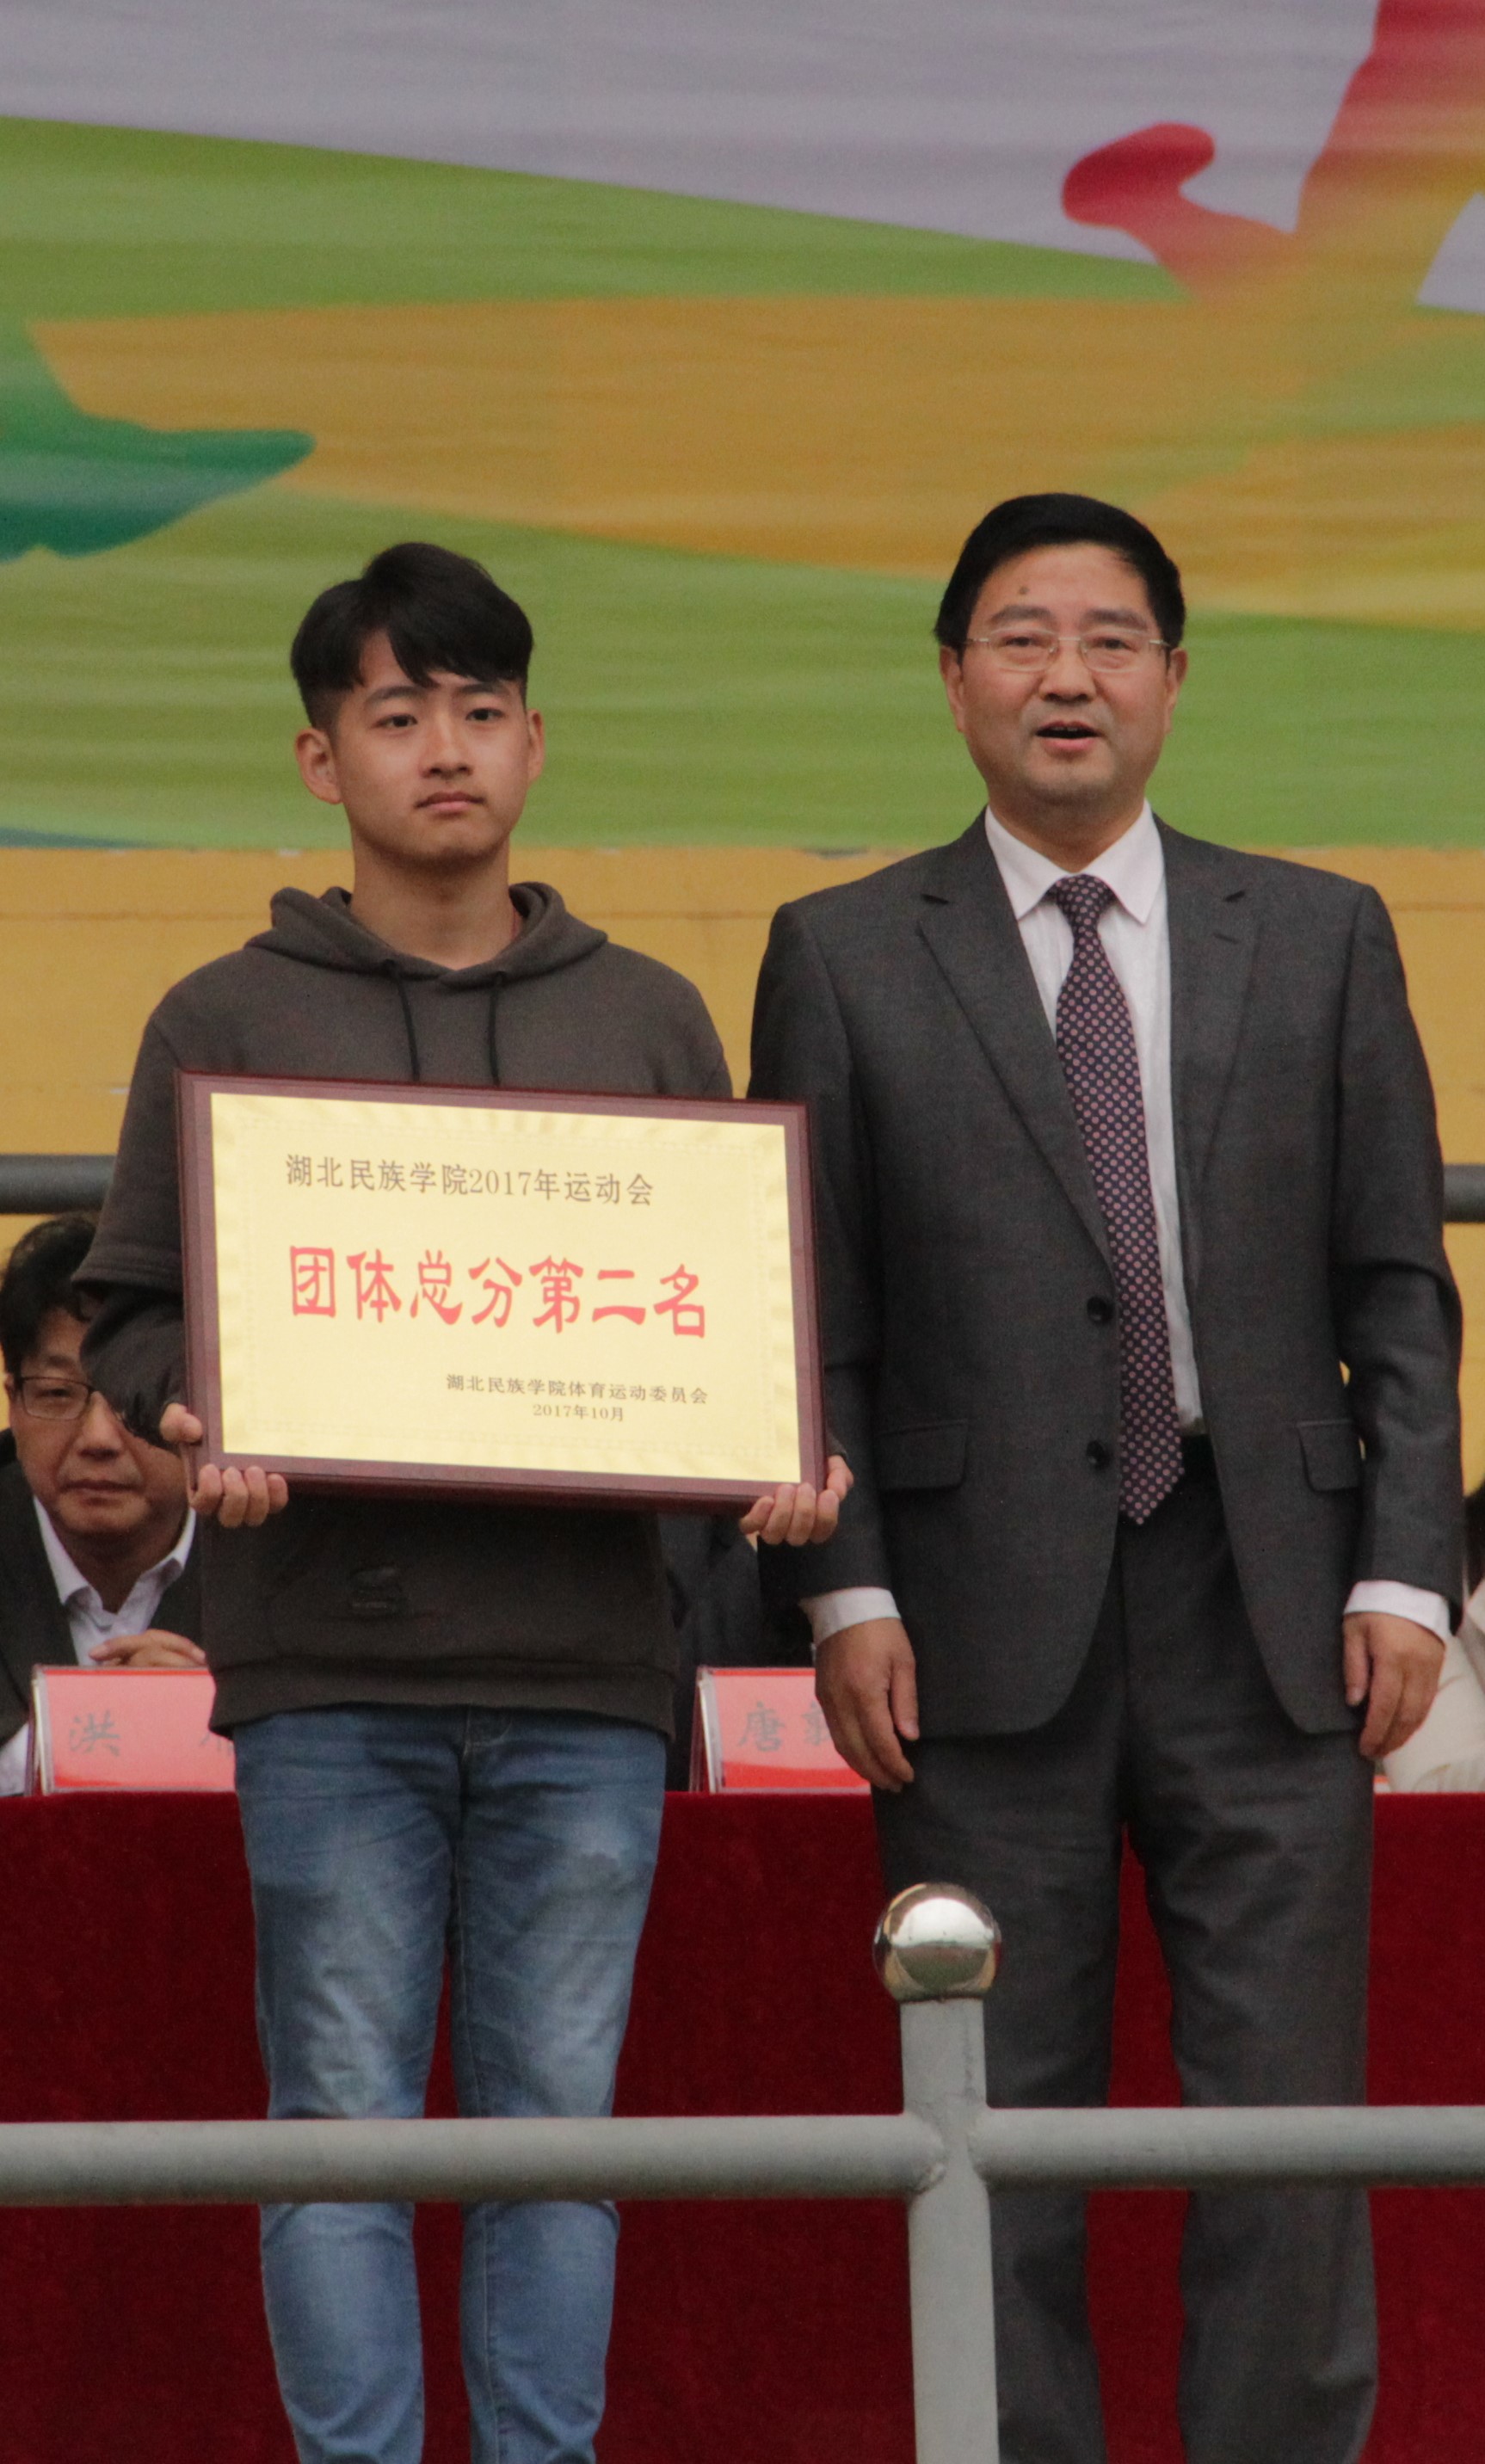 湖北民族学院2017年运动会
团体总分第二名
湖北民族学院体育运动委员会
2017年10月
洪
唐